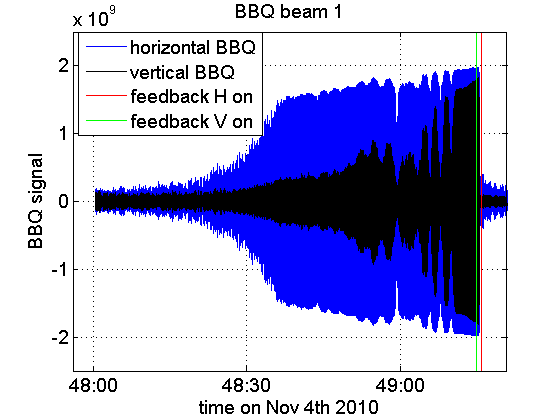 BBQ beam 1
x 10^9
horizontal BBQ
vertical BBQ
feedback H on
feedback V on
2
1
0
-1
-2
BBQ signal
48:00 48:30 49:00
time on Nov 4th 2010